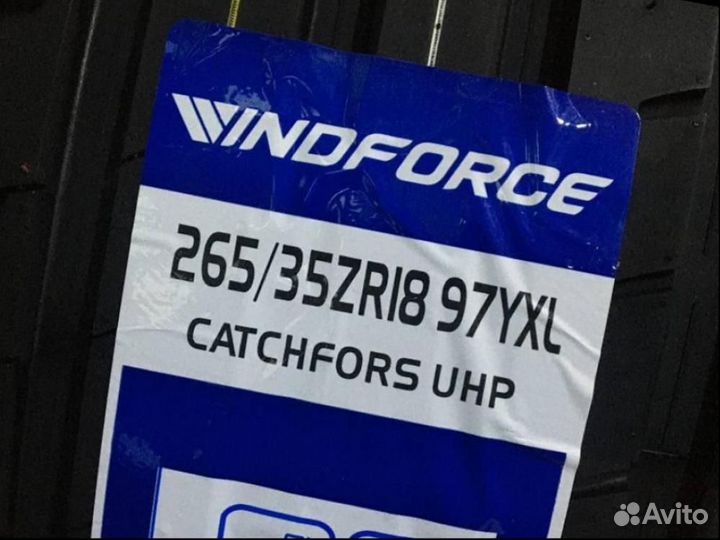 WINDFORCE
265/35ZR18 97YXL
CATCHFORS UHP
Avito